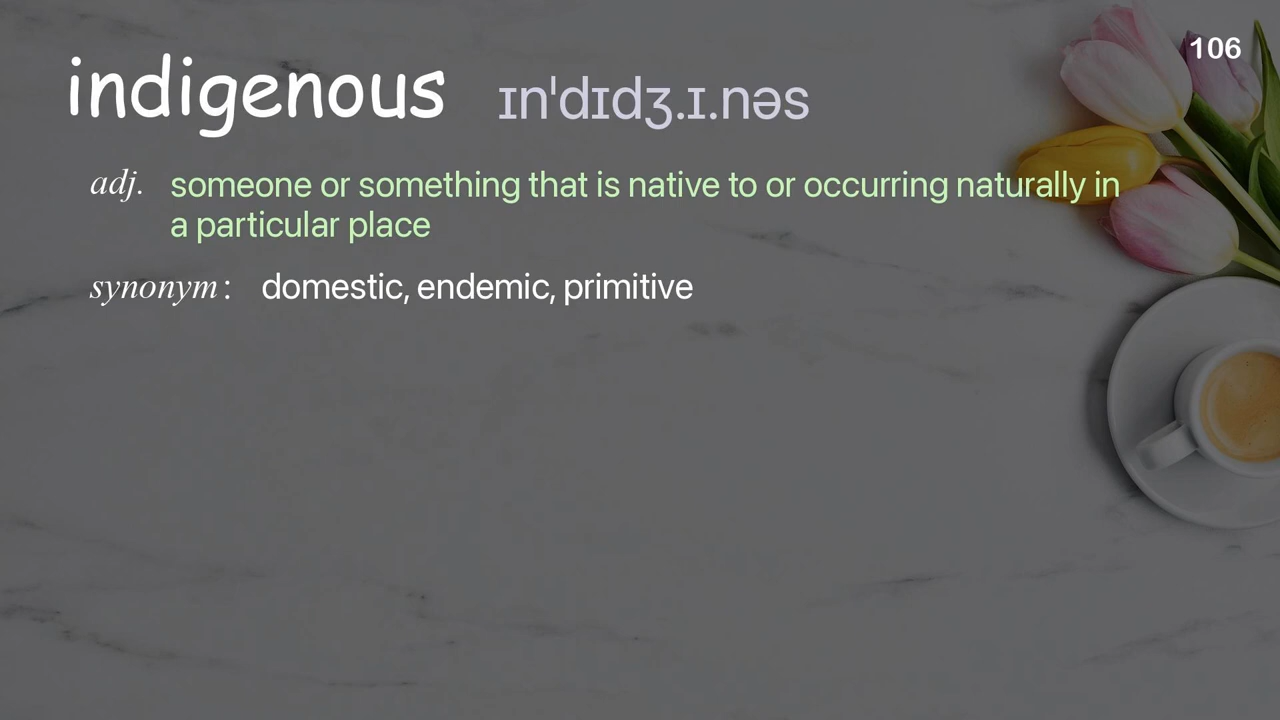 106
indigenous ɪnˈdɪdʒ.ɪ.nəs
adj. someone or something that is native to or occurring naturally in
a particular place
synonym: domestic, endemic, primitive